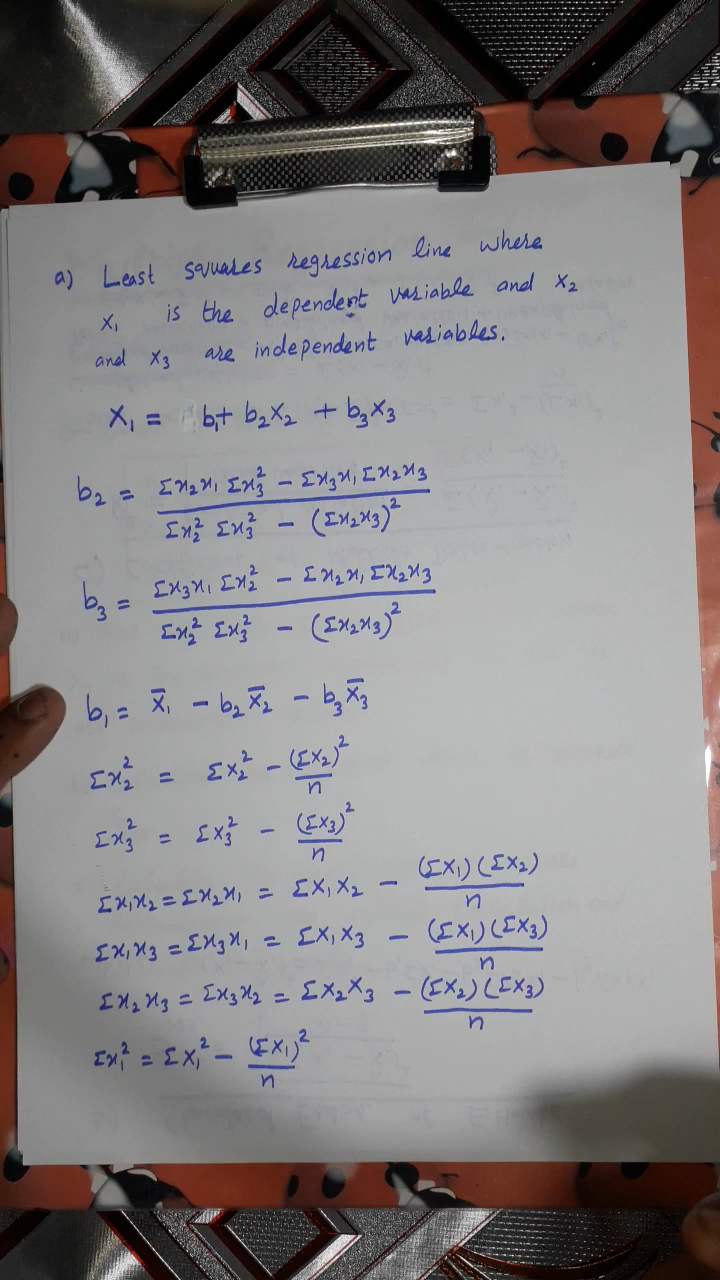 a) Least squares regression line where
X₁ is the dependent variable and X₂
and X₃ are independent variables.
X₁ = b₁ + b₂X₂ + b₃X₃
b₂ = (Σx₂x₁ Σx₃² − Σx₃x₁ Σx₂x₃) / (Σx₂² Σx₃² − (Σx₂x₃)²)
b₃ = (Σx₃x₁ Σx₂² − Σx₂x₁ Σx₂x₃) / (Σx₂² Σx₃² − (Σx₂x₃)²)
b₁ = X̄₁ − b₂X̄₂ − b₃X̄₃
Σx₂² = ΣX₂² − (ΣX₂)²/n
Σx₃² = ΣX₃² − (ΣX₃)²/n
Σx₁x₂ = Σx₂x₁ = ΣX₁X₂ − (ΣX₁)(ΣX₂)/n
Σx₁x₃ = Σx₃x₁ = ΣX₁X₃ − (ΣX₁)(ΣX₃)/n
Σx₂x₃ = Σx₃x₂ = ΣX₂X₃ − (ΣX₂)(ΣX₃)/n
Σx₁² = ΣX₁² − (ΣX₁)²/n